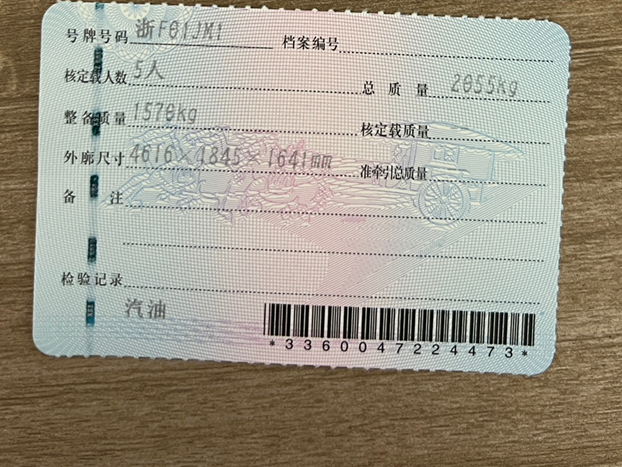 号牌号码 浙F01JM1 档案编号
核定载人数 5人 总质量 2055kg
整备质量 1570kg 核定载质量
外廓尺寸 4616×1845×1641mm 准牵引总质量
备注
检验记录
汽油
*3360047224473*